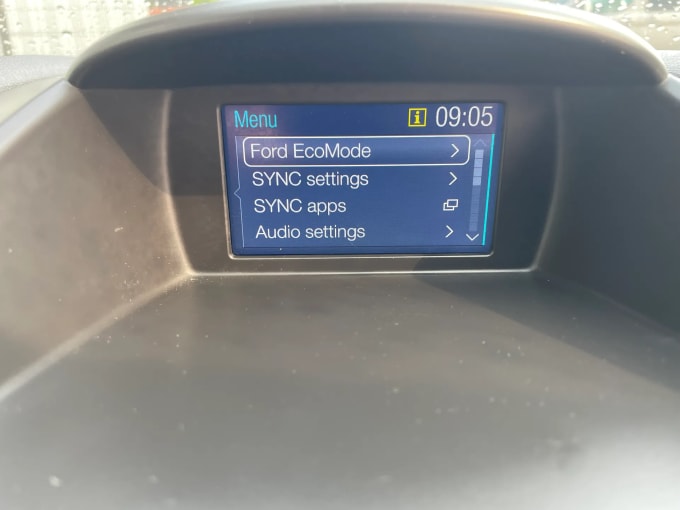 Menu i 09:05
Ford EcoMode
SYNC settings
SYNC apps
Audio settings